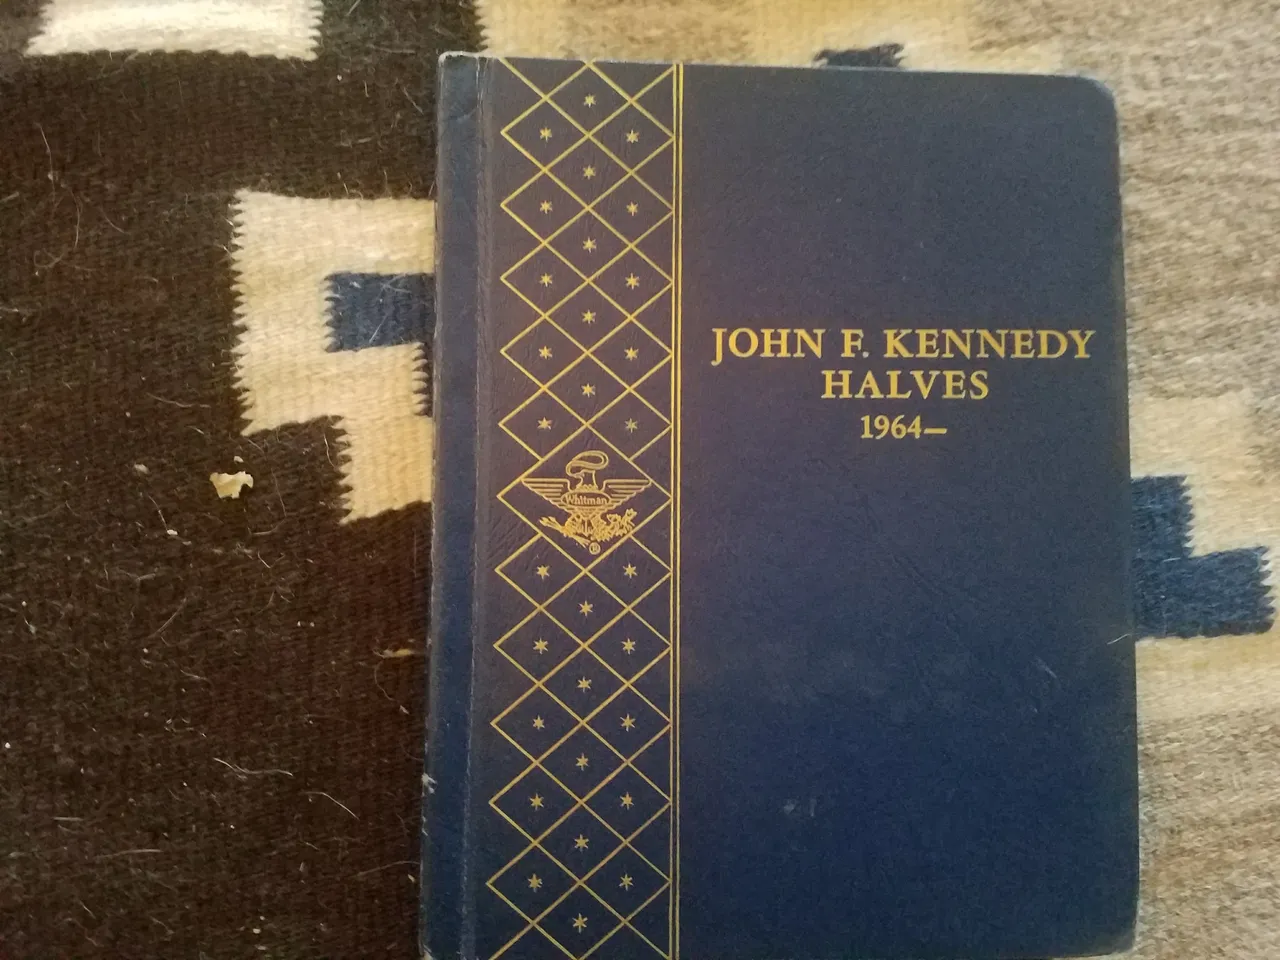 JOHN F. KENNEDY
HALVES
1964—
Whitman
®